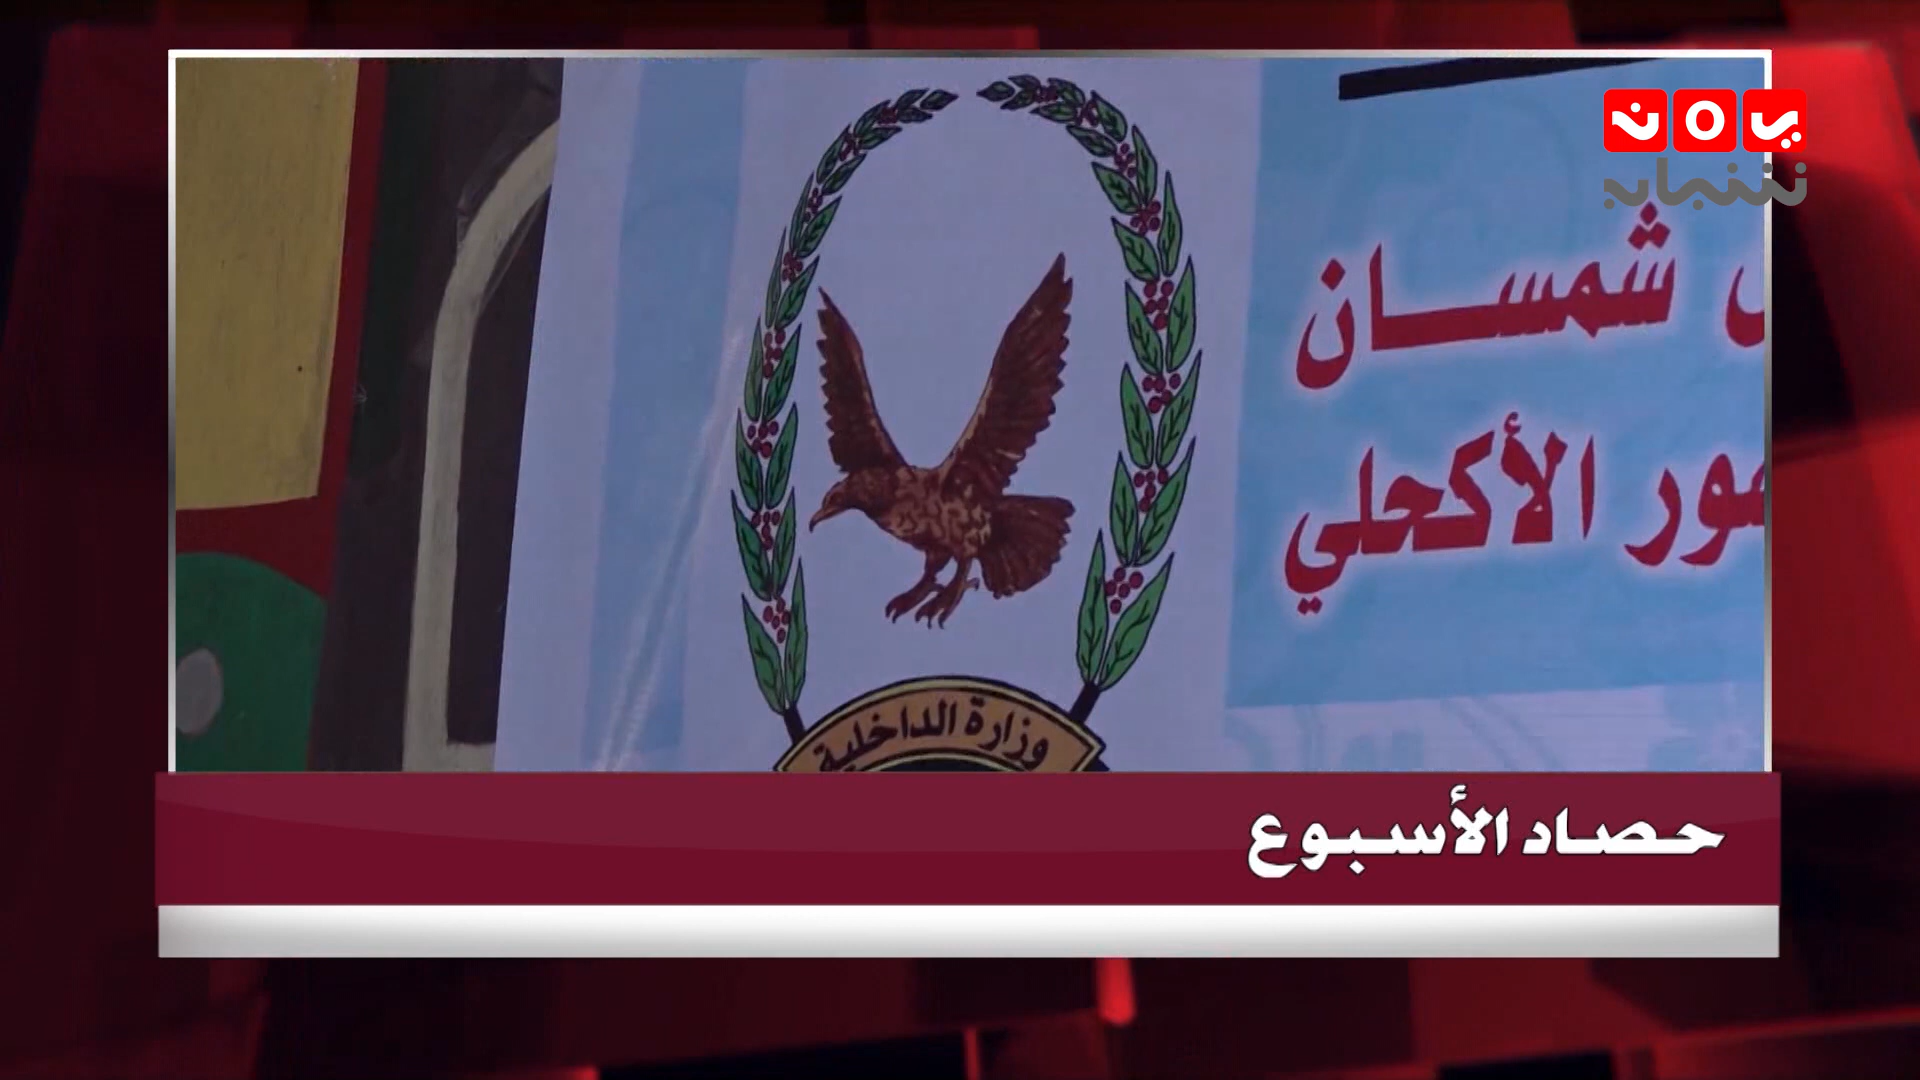 يمن
شباب
شمسان
الأكحلي
وزارة الداخلية
حصاد الأسبوع